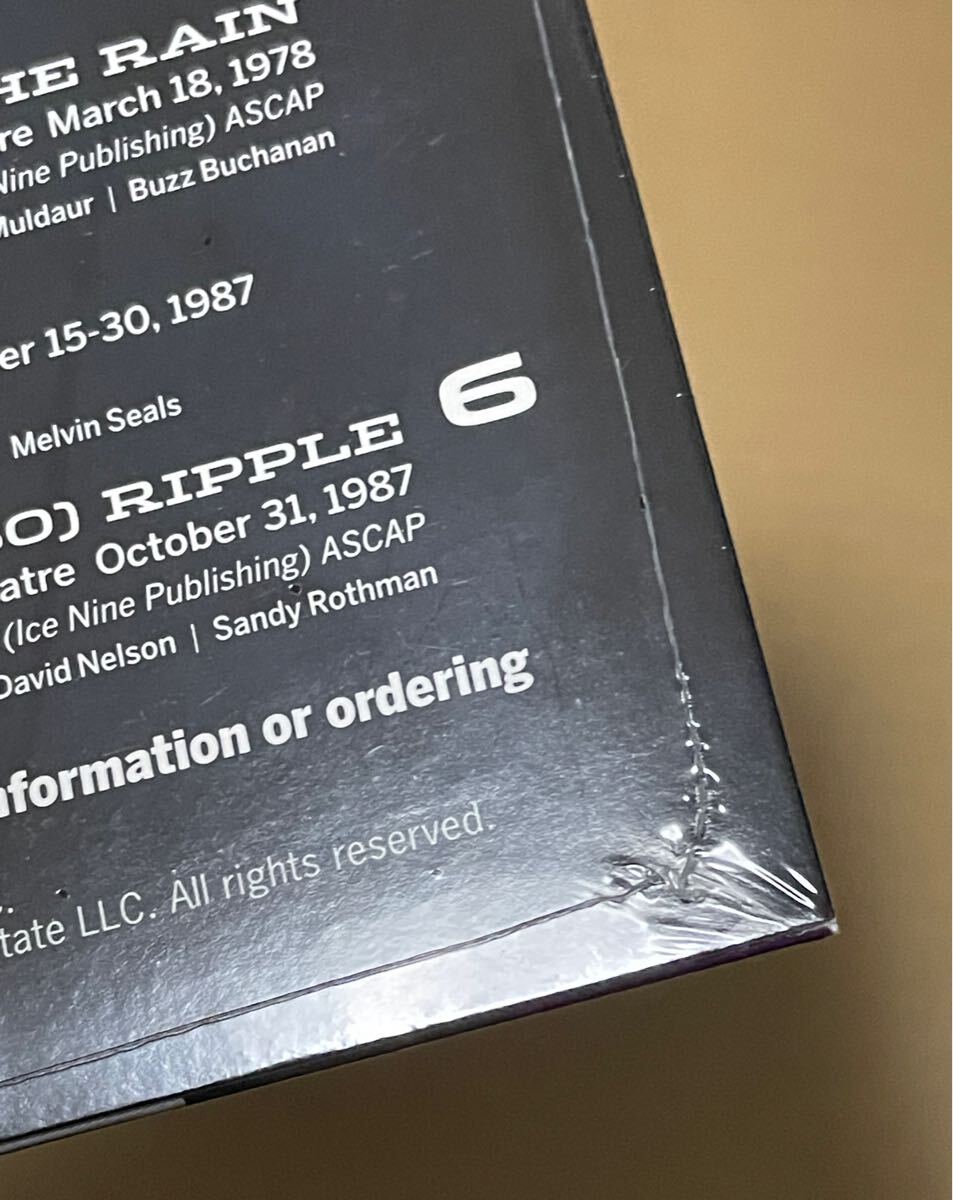 HE RAIN
re March 18, 1978
Nine Publishing) ASCAP
Muldaur | Buzz Buchanan
er 15-30, 1987
Melvin Seals
O) RIPPLE 6
atre October 31, 1987
(Ice Nine Publishing) ASCAP
David Nelson | Sandy Rothman
nformation or ordering
tate LLC. All rights reserved.